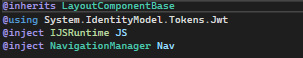 @inherits LayoutComponentBase
@using System.IdentityModel.Tokens.Jwt
@inject IJSRuntime JS
@inject NavigationManager Nav